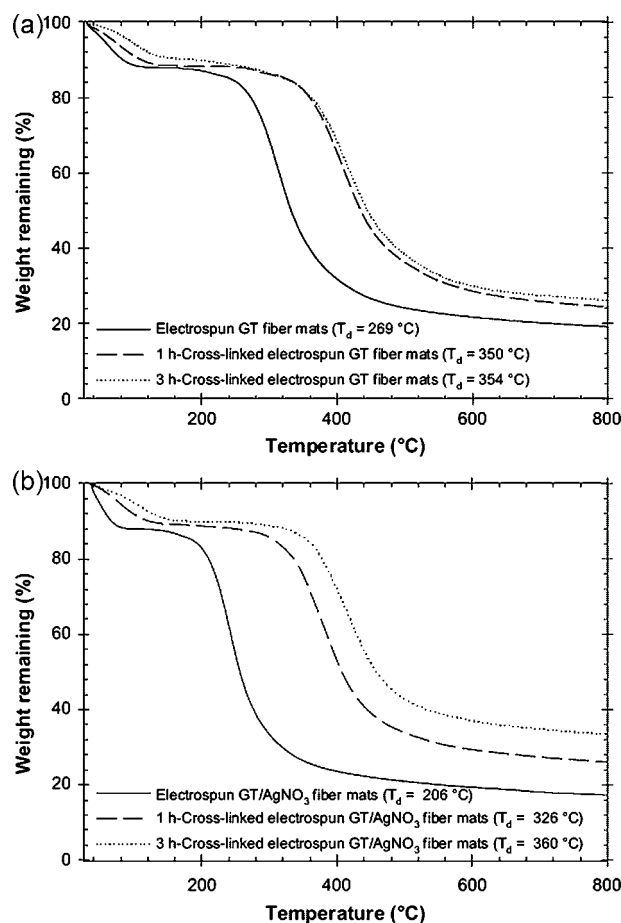 (a)
100
80
60
40
20
0
Weight remaining (%)
Electrospun GT fiber mats (Td = 269 °C)
1 h-Cross-linked electrospun GT fiber mats (Td = 350 °C)
3 h-Cross-linked electrospun GT fiber mats (Td = 354 °C)
200 400 600 800
Temperature (°C)
(b)
100
80
60
40
20
0
Weight remaining (%)
Electrospun GT/AgNO3 fiber mats (Td = 206 °C)
1 h-Cross-linked electrospun GT/AgNO3 fiber mats (Td = 326 °C)
3 h-Cross-linked electrospun GT/AgNO3 fiber mats (Td = 360 °C)
200 400 600 800
Temperature (°C)